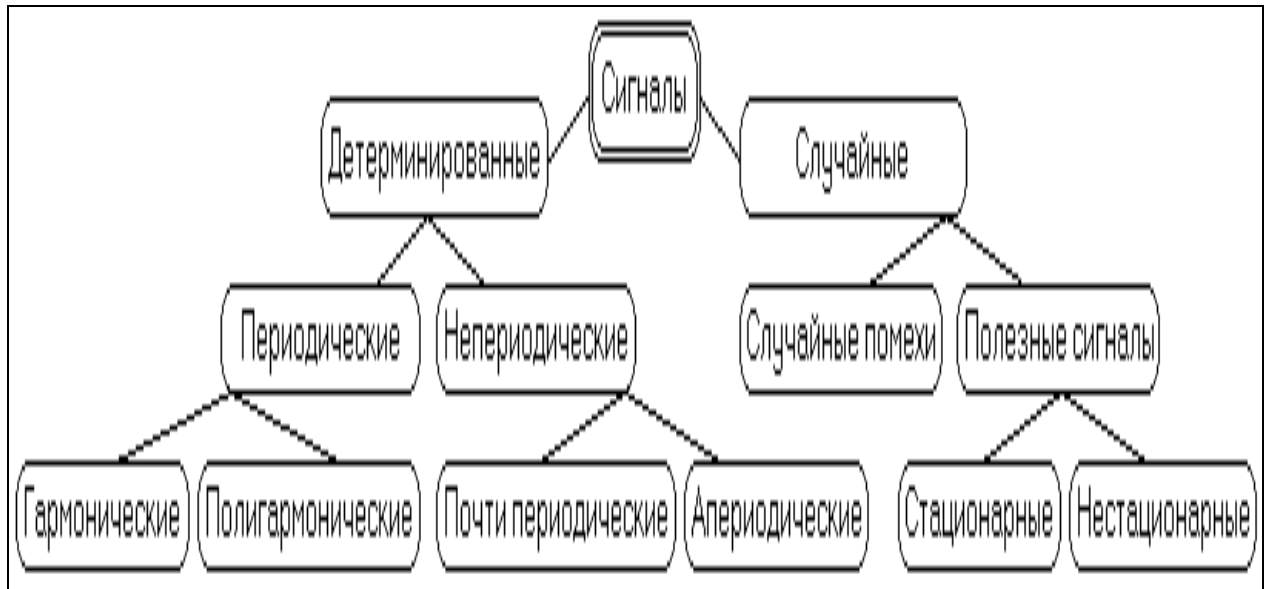 Сигналы
Детерминированные
Случайные
Периодические
Непериодические
Случайные помехи
Полезные сигналы
Гармонические
Полигармонические
Почти периодические
Апериодические
Стационарные
Нестационарные